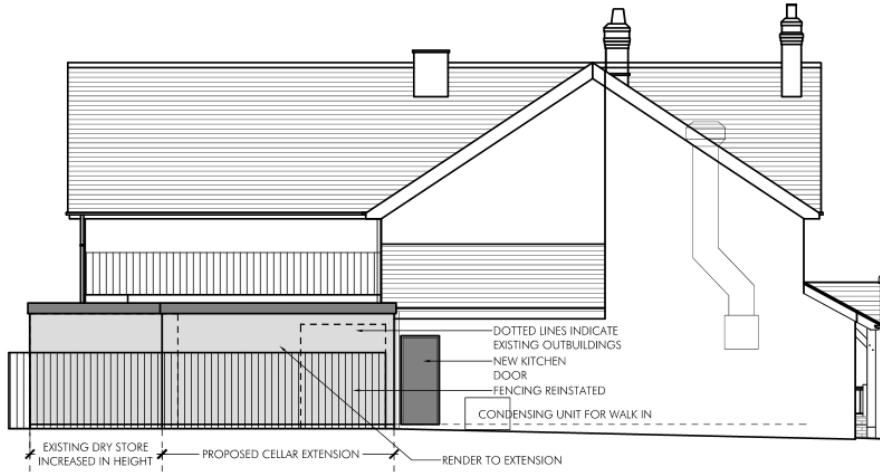 DOTTED LINES INDICATE
EXISTING OUTBUILDINGS
NEW KITCHEN
DOOR
FENCING REINSTATED
CONDENSING UNIT FOR WALK IN
EXISTING DRY STORE
INCREASED IN HEIGHT
PROPOSED CELLAR EXTENSION
RENDER TO EXTENSION